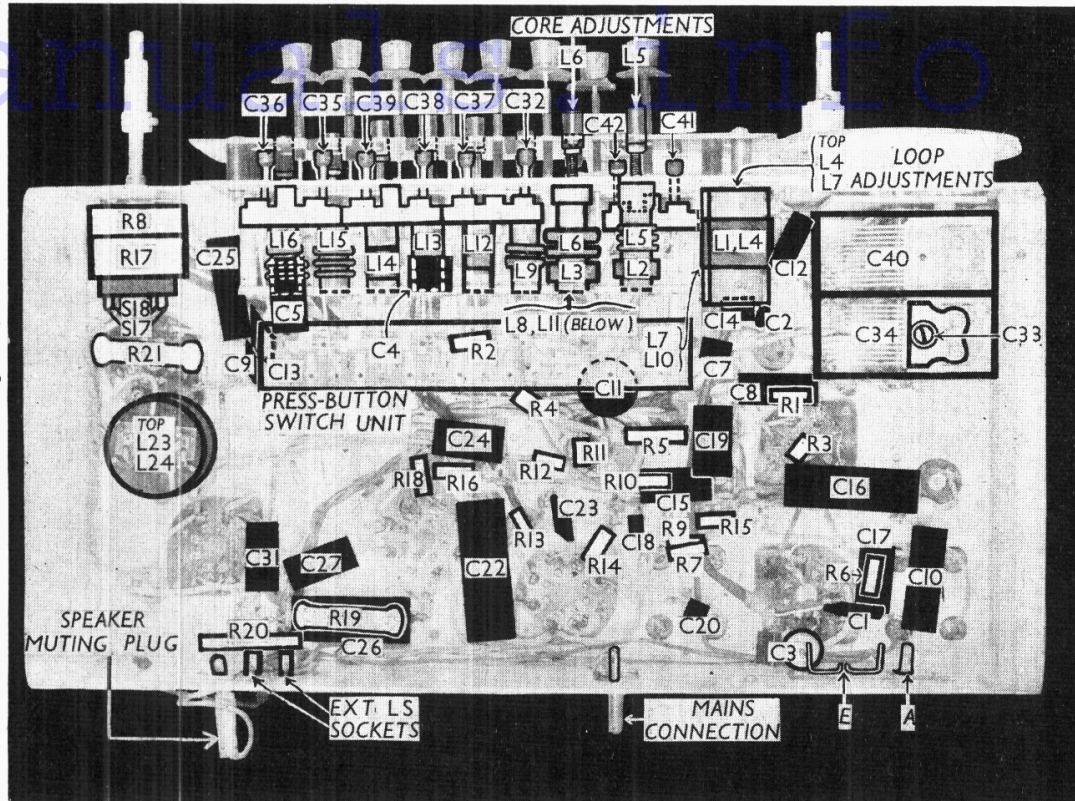 anuals info
CORE ADJUSTMENTS
L6 L5
C36 C35 C39 C38 C37 C32 C42 C41
TOP
L4
L7
LOOP
ADJUSTMENTS
R8
R17
C25
L16 L15 L14 L13 L12 L9 L6 L3 L5 L2 L1,L4 C12 C40
S18
S17
C5 C4 L8, L11 (BELOW) C14 C2
R21 C9 C13 R2 L7
L10
C7 C34 C33
PRESS-BUTTON
SWITCH UNIT
C11 C8 R1
R4
TOP
L23
L24
C24 R12 R11 R5 C19 R3
R18 R16 R10 C15 C16
C23 R13 R14 C18 R9 R7 R15
C31 C27 C22 C17 R6 C10
C20 C1
SPEAKER
MUTING PLUG
R20 R19
C26 C3
EXT LS
SOCKETS
MAINS
CONNECTION
E A